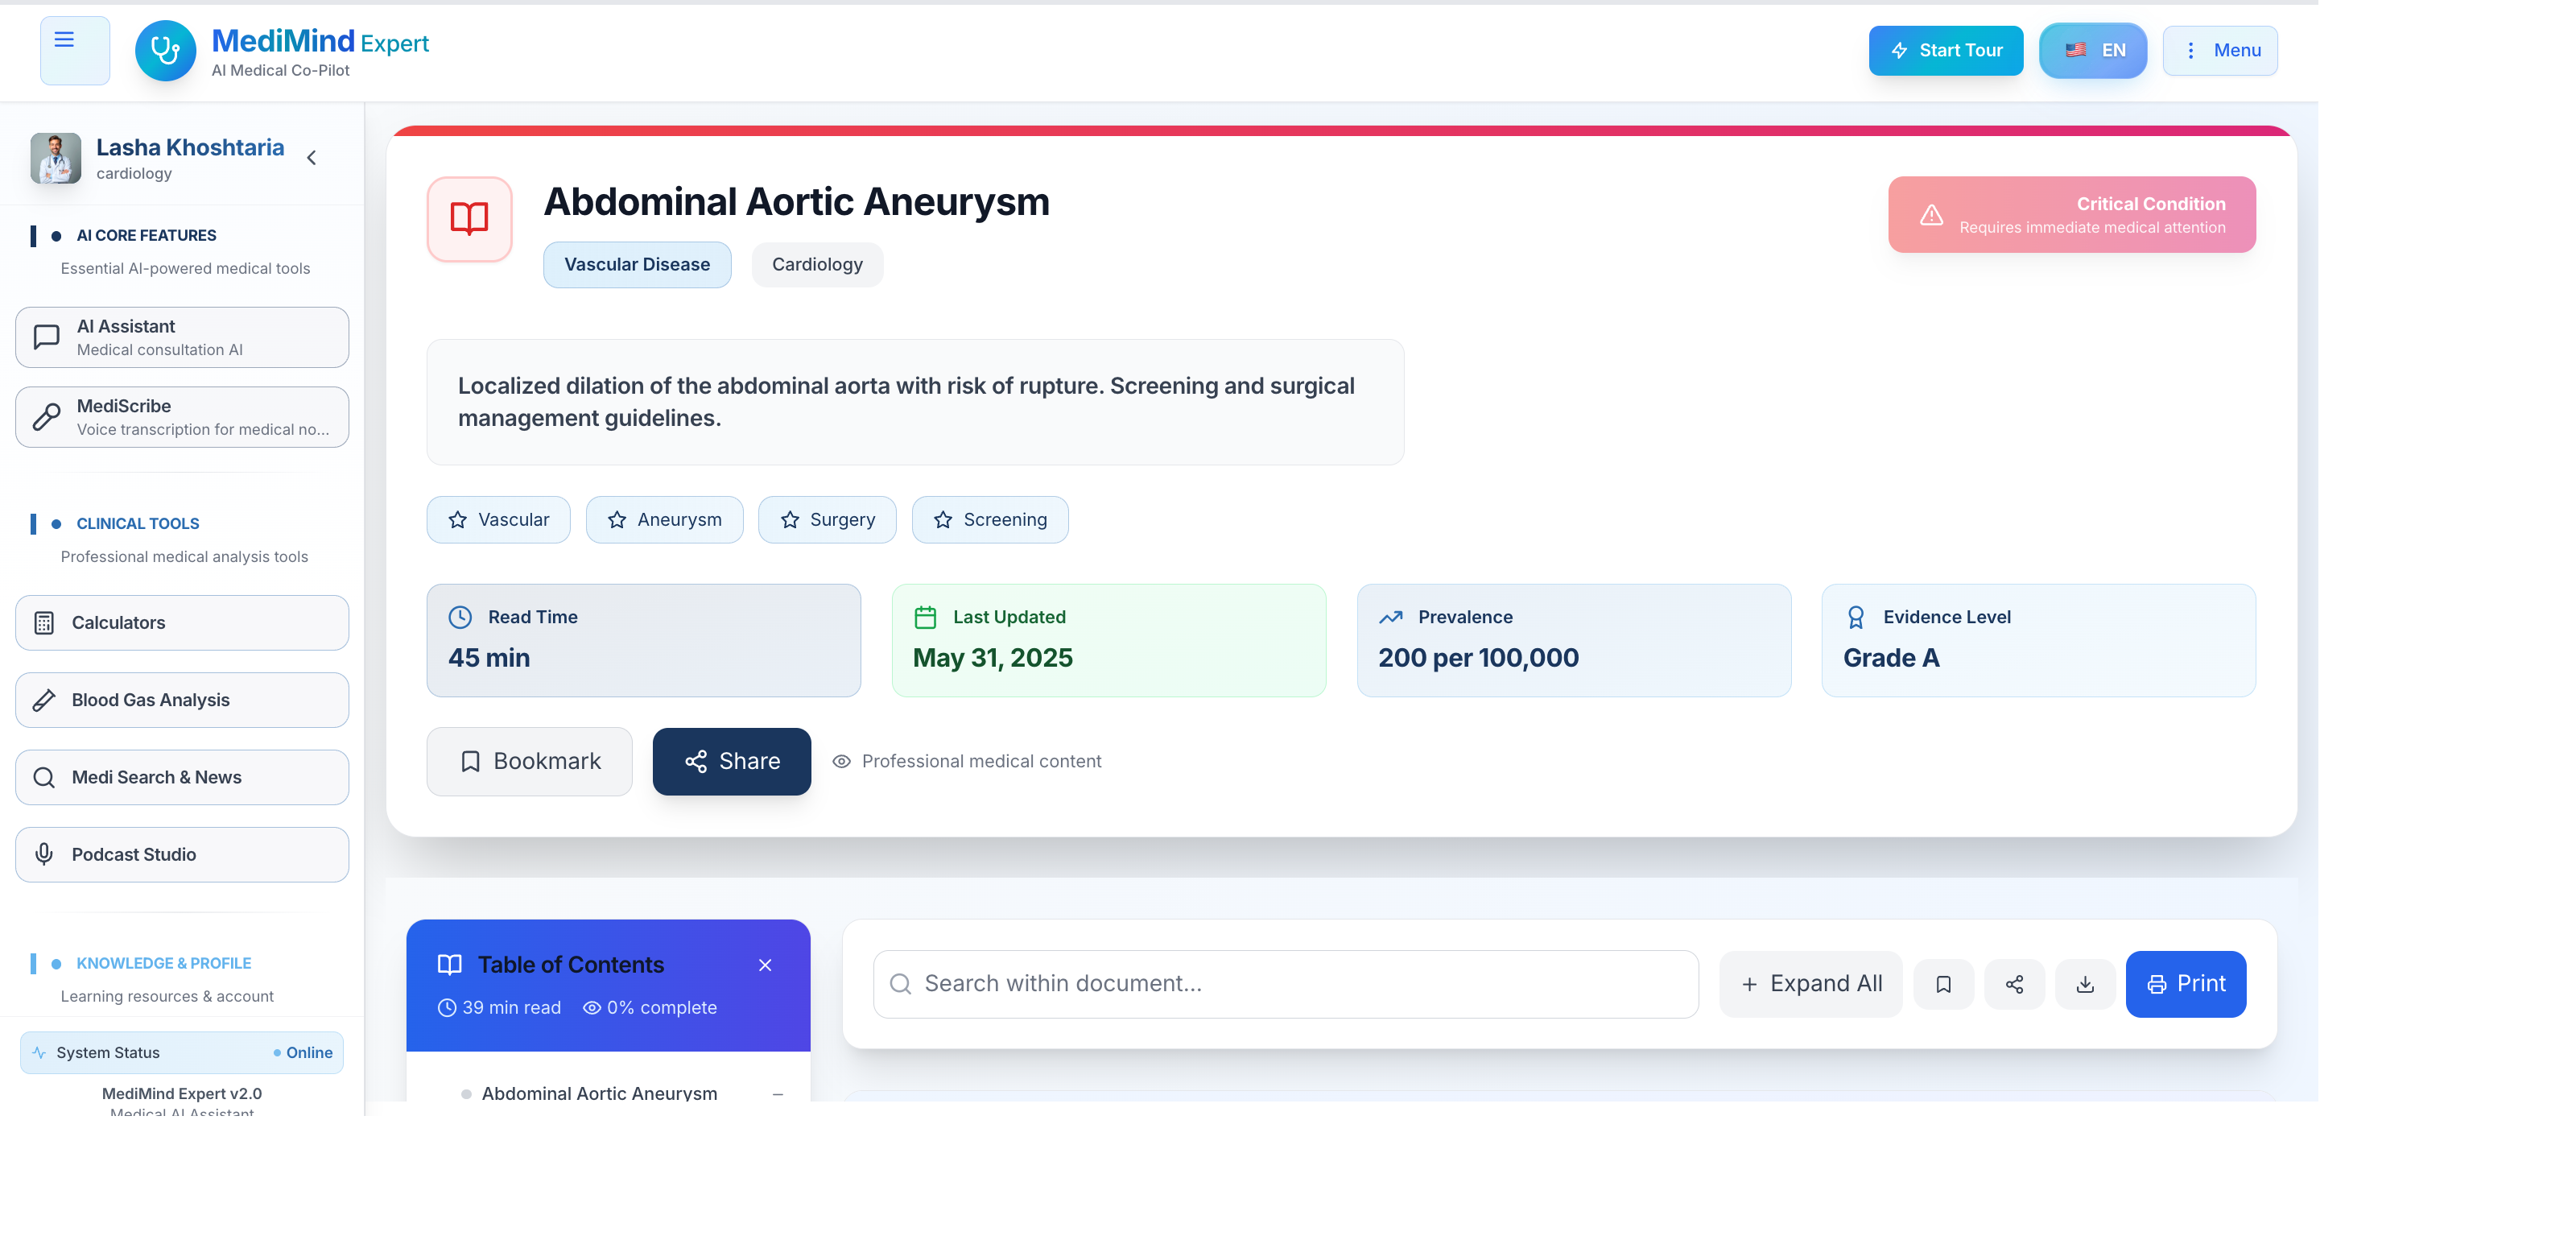 MediMind Expert
AI Medical Co-Pilot
Start Tour
EN
Menu
Lasha Khoshtaria
cardiology
AI CORE FEATURES
Essential AI-powered medical tools
AI Assistant
Medical consultation AI
MediScribe
Voice transcription for medical no...
CLINICAL TOOLS
Professional medical analysis tools
Calculators
Blood Gas Analysis
Medi Search & News
Podcast Studio
KNOWLEDGE & PROFILE
Learning resources & account
System Status
Online
MediMind Expert v2.0
Medical AI Assistant
Abdominal Aortic Aneurysm
Vascular Disease
Cardiology
Critical Condition
Requires immediate medical attention
Localized dilation of the abdominal aorta with risk of rupture. Screening and surgical
management guidelines.
Vascular
Aneurysm
Surgery
Screening
Read Time
45 min
Last Updated
May 31, 2025
Prevalence
200 per 100,000
Evidence Level
Grade A
Bookmark
Share
Professional medical content
Table of Contents
39 min read
0% complete
Abdominal Aortic Aneurysm
Search within document...
Expand All
Print